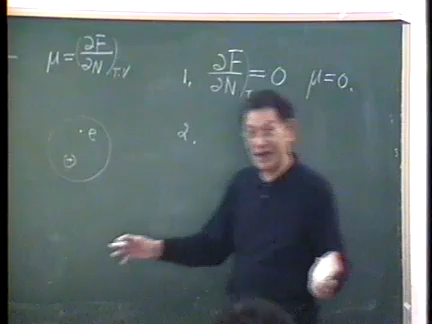 μ=(∂F/∂N)T,V
· e
⊕
1. ∂F/∂N)T =0 μ=0.
2.